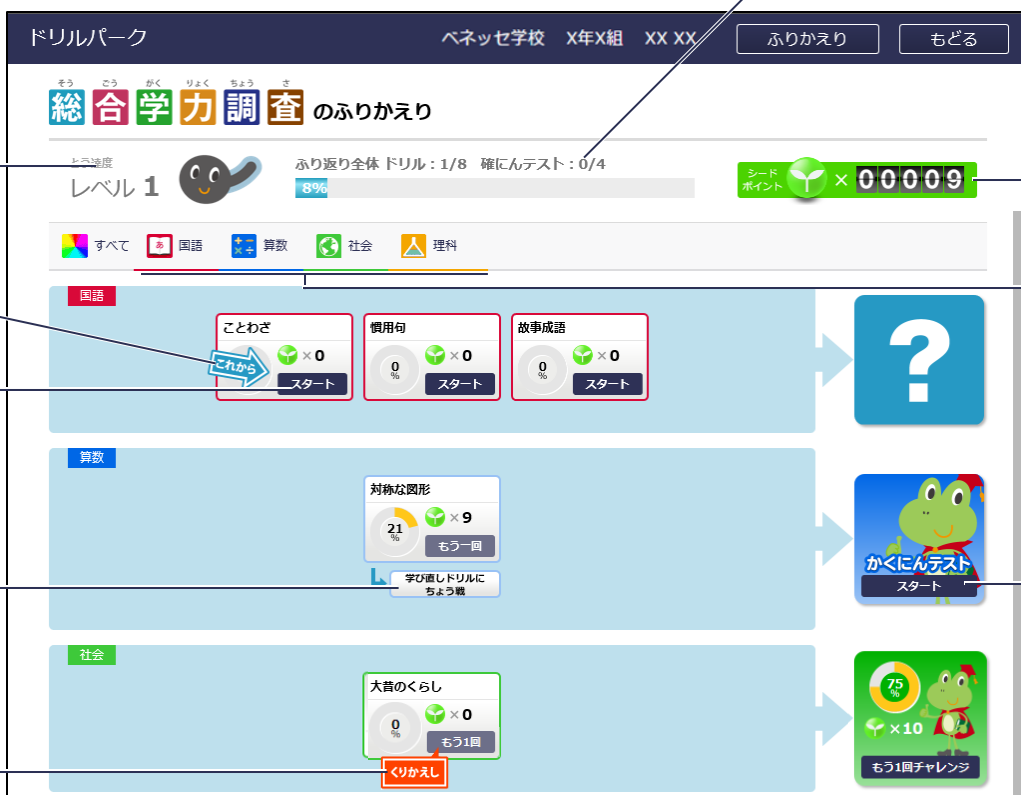 ドリルパーク ベネッセ学校 X年X組 XX XX ふりかえり もどる
そう ごう がく りょく ちょう さ
総合学力調査のふりかえり
とう達度
レベル 1
ふり返り全体 ドリル：1/8 確にんテスト：0/4
8%
シード
ポイント × 00009
すべて あ 国語 算数 社会 理科
国語
ことわざ
これから
×0
スタート
慣用句
0
%
×0
スタート
故事成語
0
%
×0
スタート
?
算数
対称な図形
21
%
×9
もう一回
学び直しドリルに
ちょう戦
かくにんテスト
スタート
社会
大昔のくらし
0
%
×0
もう1回
くりかえし
75
%
×10
もう1回チャレンジ